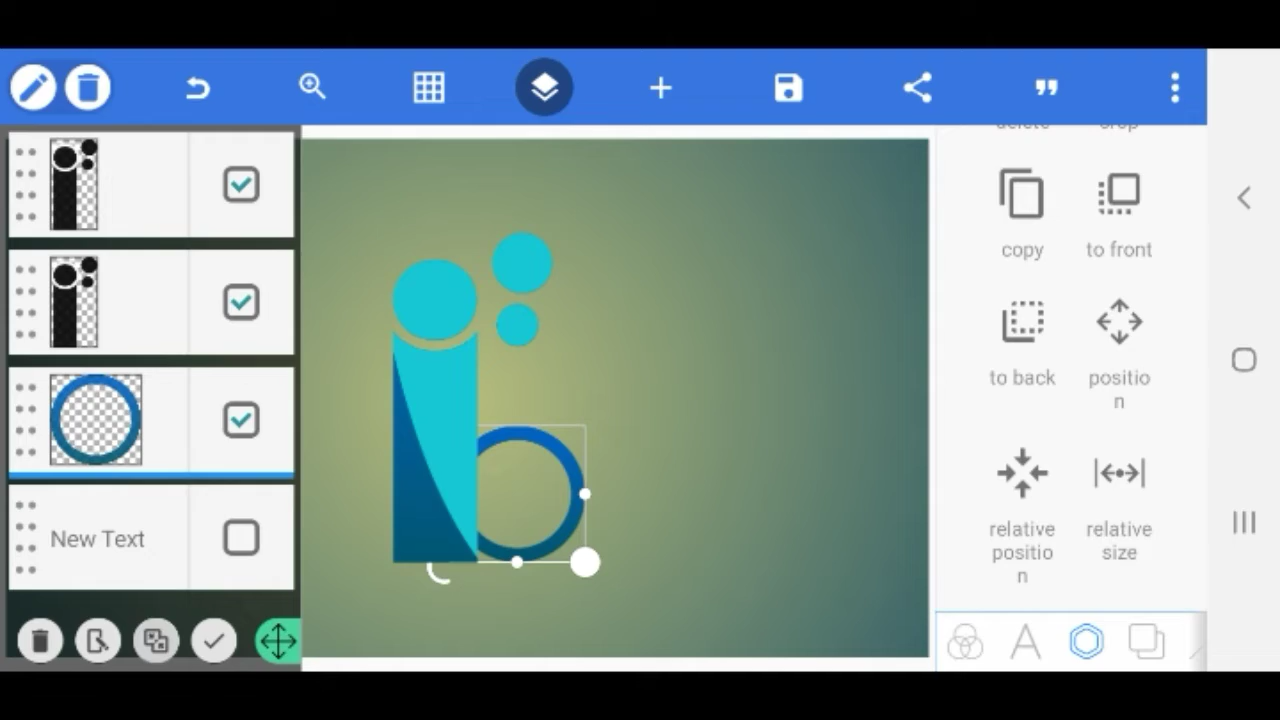 delete
crop
copy
to front
to back
positio
n
relative
positio
n
relative
size
New Text